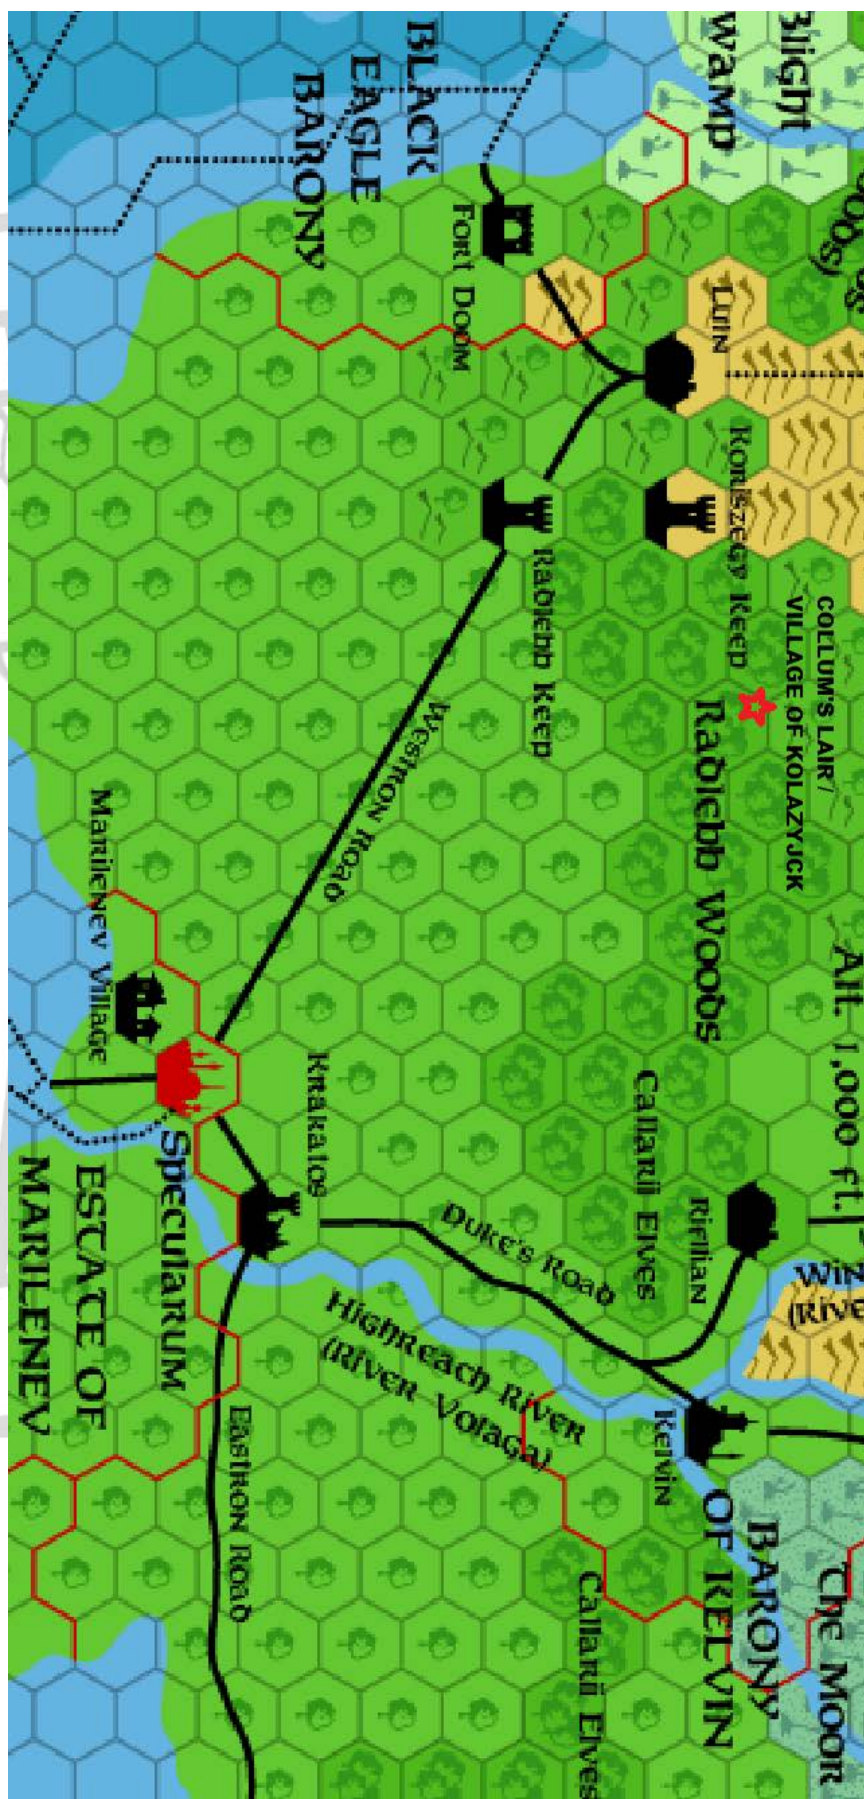 Alt. 1,000 ft.
The Moor
Blight
Swamp
COLLUM'S LAIR /
VILLAGE OF KOLAZYJCK
BARONY
OF KELVIN
Luln
Koriszegy Keep
Radlebb Woods
Rifllian
Kelvin
Callarii Elves
Callarii Elves
Radlebb Keep
Duke's Road
Fort Doom
Westron Road
Highreach River
(River Volaga)
BLACK
EAGLE
BARONY
Krakatos
Eastron Road
Specularum
Marilenev Village
ESTATE OF
MARILENEV